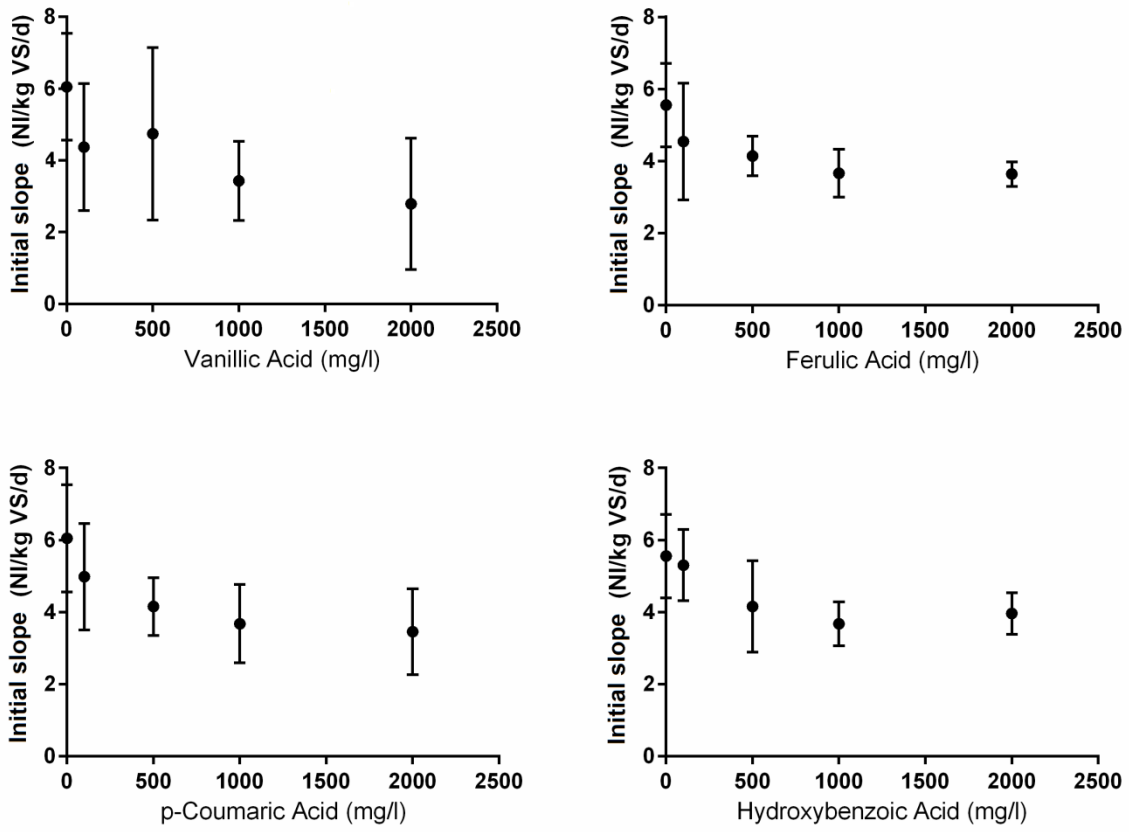 Initial slope (Nl/kg VS/d)
8
6
4
2
0
0 500 1000 1500 2000 2500
Vanillic Acid (mg/l)
Initial slope (Nl/kg VS/d)
8
6
4
2
0
0 500 1000 1500 2000 2500
Ferulic Acid (mg/l)
Initial slope (Nl/kg VS/d)
8
6
4
2
0
0 500 1000 1500 2000 2500
p-Coumaric Acid (mg/l)
Initial slope (Nl/kg VS/d)
8
6
4
2
0
0 500 1000 1500 2000 2500
Hydroxybenzoic Acid (mg/l)